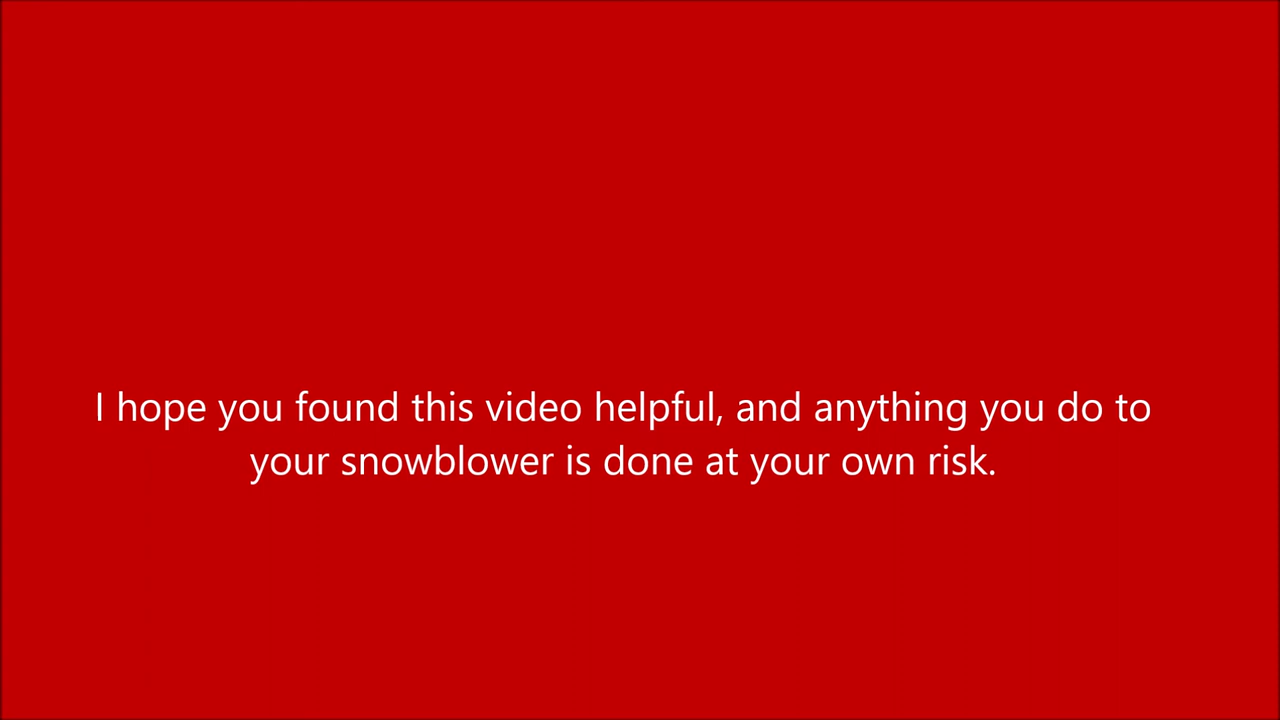 I hope you found this video helpful, and anything you do to
your snowblower is done at your own risk.